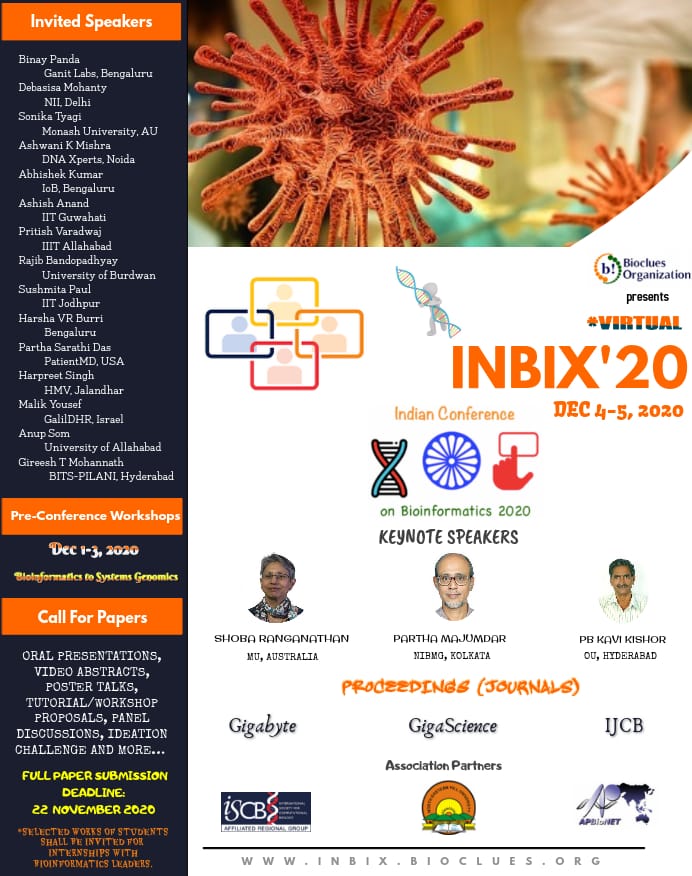 Invited Speakers
Binay Panda
Ganit Labs, Bengaluru
Debasisa Mohanty
NII, Delhi
Sonika Tyagi
Monash University, AU
Ashwani K Mishra
DNA Xperts, Noida
Abhishek Kumar
IoB, Bengaluru
Ashish Anand
IIT Guwahati
Pritish Varadwaj
IIIT Allahabad
Rajib Bandopadhyay
University of Burdwan
Sushmita Paul
IIT Jodhpur
Harsha VR Burri
Bengaluru
Partha Sarathi Das
PatientMD, USA
Harpreet Singh
HMV, Jalandhar
Malik Yousef
GalilDHR, Israel
Anup Som
University of Allahabad
Gireesh T Mohannath
BITS-PILANI, Hyderabad
Pre-Conference Workshops
Dec 1-3, 2020
Bioinformatics to Systems Genomics
Call For Papers
ORAL PRESENTATIONS,
VIDEO ABSTRACTS,
POSTER TALKS,
TUTORIAL/WORKSHOP
PROPOSALS, PANEL
DISCUSSIONS, IDEATION
CHALLENGE AND MORE...
FULL PAPER SUBMISSION
DEADLINE:
22 NOVEMBER 2020
*SELECTED WORKS OF STUDENTS
SHALL BE INVITED FOR
INTERNSHIPS WITH
BIOINFORMATICS LEADERS.
b!
Bioclues
Organization
presents
*VIRTUAL
INBIX'20
DEC 4-5, 2020
Indian Conference
on Bioinformatics 2020
KEYNOTE SPEAKERS
SHOBA RANGANATHAN
MU, AUSTRALIA
PARTHA MAJUMDAR
NIBMG, KOLKATA
PB KAVI KISHOR
OU, HYDERABAD
PROCEEDINGS (JOURNALS)
Gigabyte
GigaScience
IJCB
Association Partners
iSCB
INTERNATIONAL
SOCIETY FOR
COMPUTATIONAL
BIOLOGY
AFFILIATED REGIONAL GROUP
APBioNET
WWW.INBIX.BIOCLUES.ORG